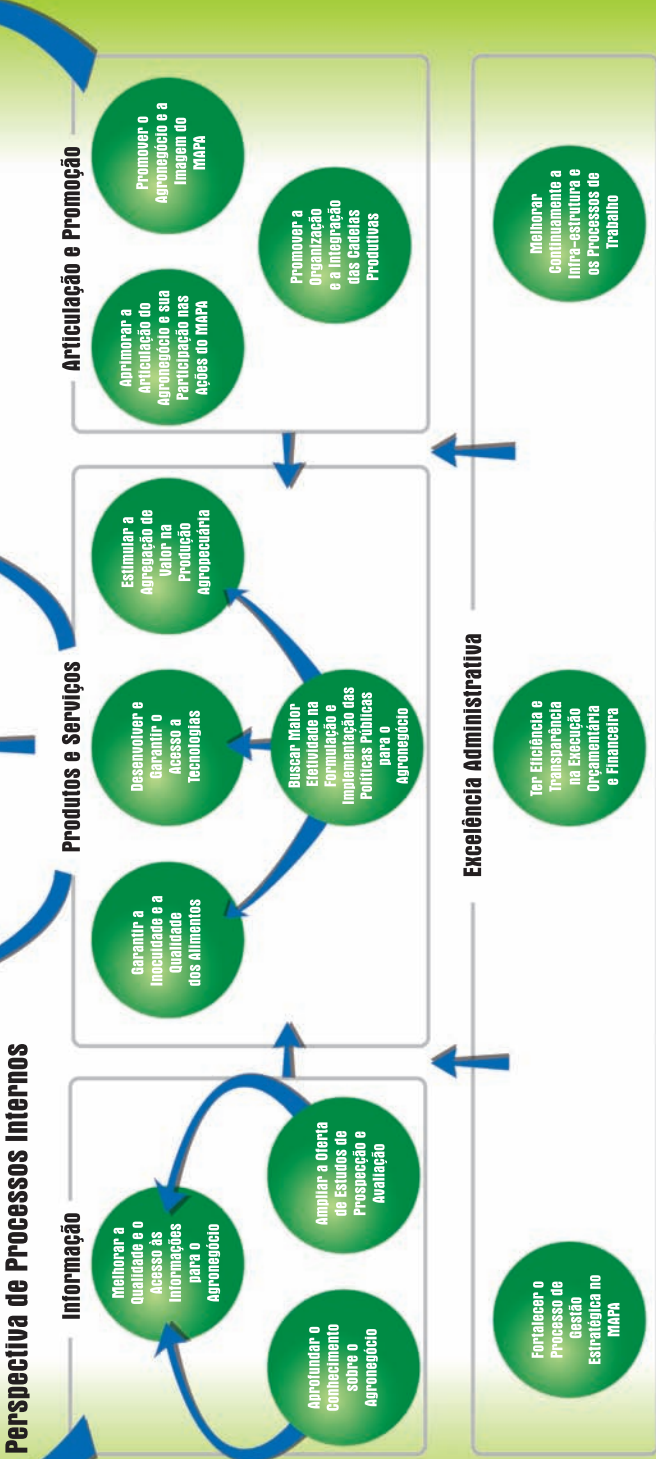 Perspectiva de Processos Internos
Informação
Melhorar a
Qualidade e o
Acesso às
Informações
para o
Agronegócio
Aprofundar o
Conhecimento
sobre o
Agronegócio
Ampliar a Oferta
de Estudos de
Prospecção e
Avaliação
Produtos e Serviços
Garantir a
Inocuidade e a
Qualidade
dos Alimentos
Desenvolver e
Garantir o
Acesso a
Tecnologias
Estimular a
Agregação de
Valor na
Produção
Agropecuária
Buscar Maior
Efetividade na
Formulação e
Implementação das
Políticas Públicas
para o
Agronegócio
Articulação e Promoção
Aprimorar a
Articulação do
Agronegócio e sua
Participação nas
Ações do MAPA
Promover o
Agronegócio e a
Imagem do
MAPA
Promover a
Organização
e a Integração
das Cadeias
Produtivas
Excelência Administrativa
Fortalecer o
Processo de
Gestão
Estratégica no
MAPA
Ter Eficiência e
Transparência
na Execução
Orçamentária
e Financeira
Melhorar
Continuamente a
Infra-estrutura e
os Processos de
Trabalho